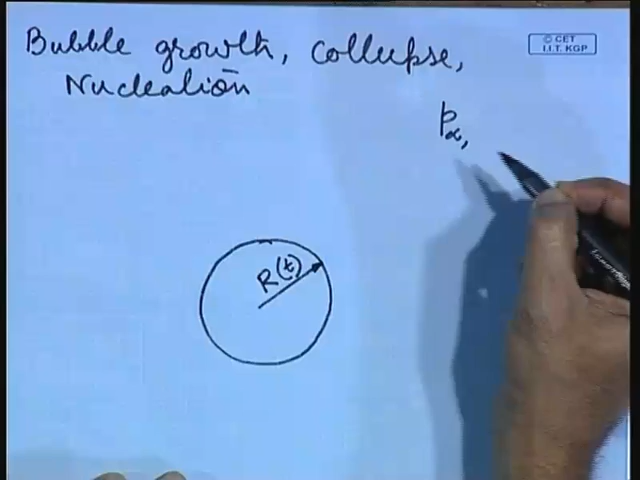 Bubble growth, collapse,
Nucleation
© CET
I.I.T. KGP
p∝,
R(t)